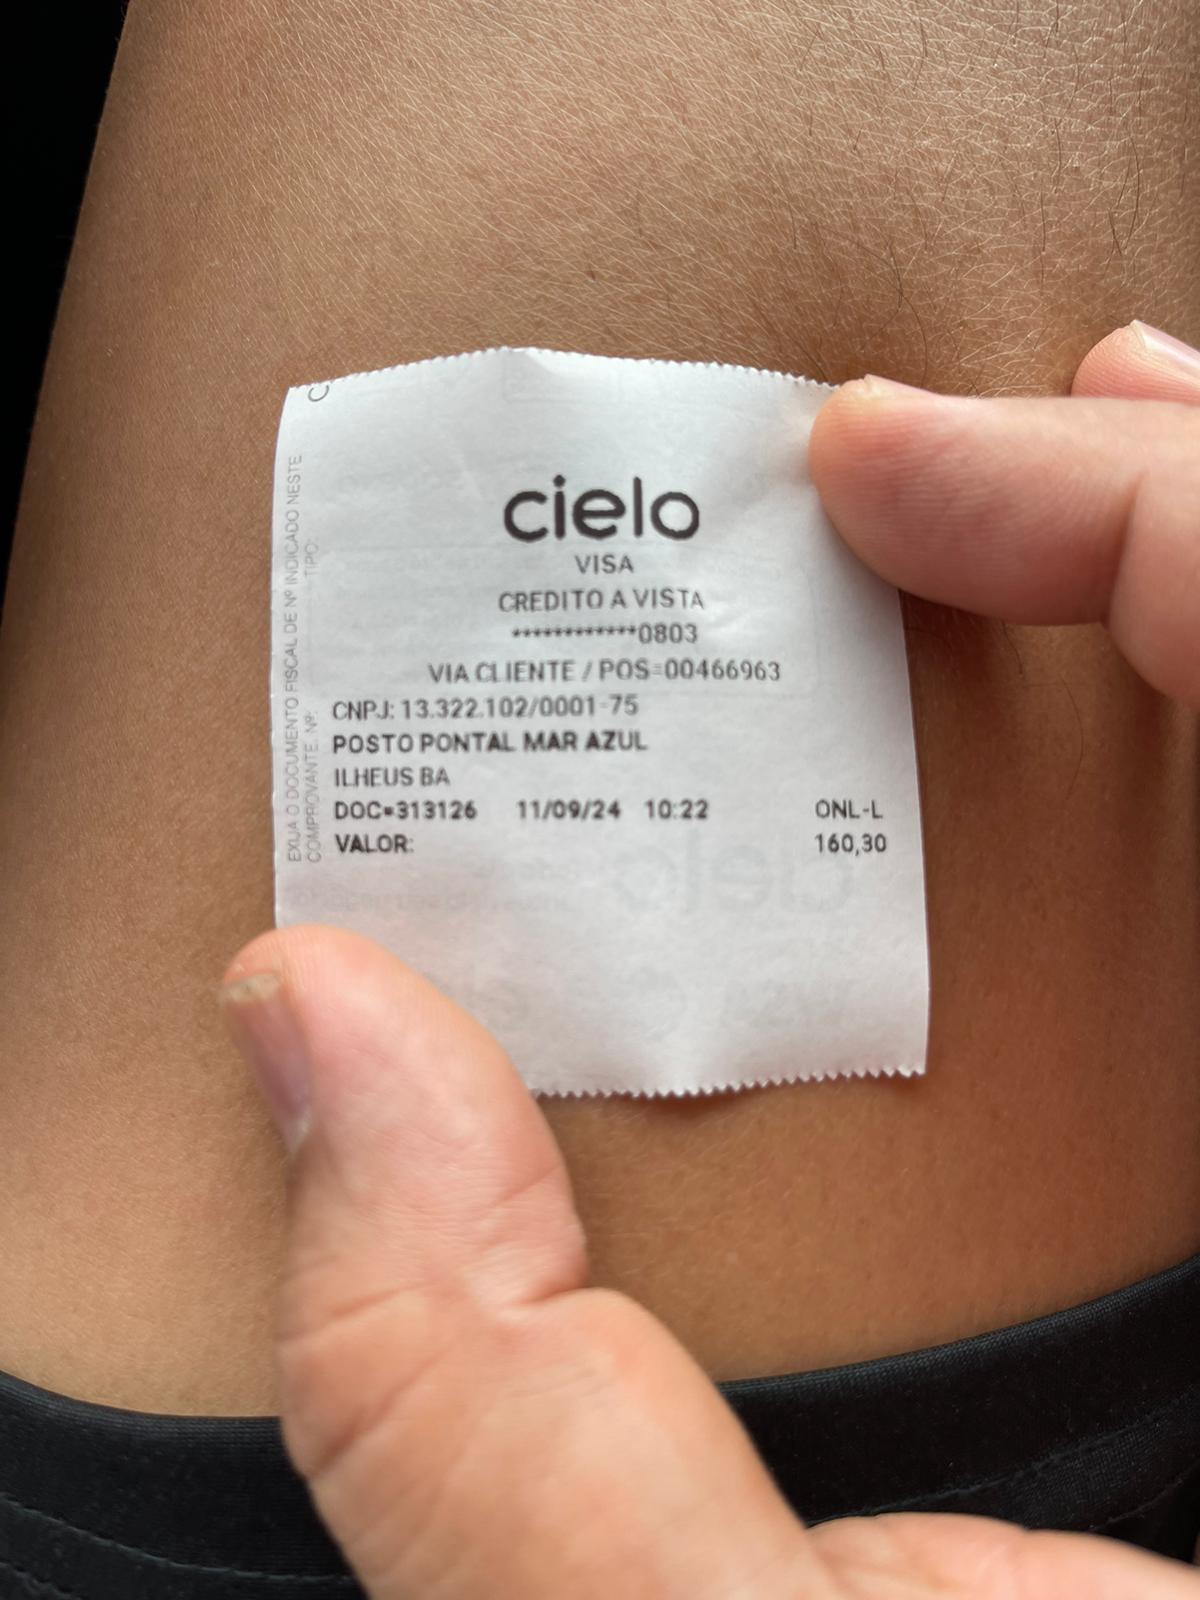 C
EXIJA O DOCUMENTO FISCAL DE Nº INDICADO NESTE
COMPROVANTE. Nº: TIPO:
cielo
VISA
CREDITO A VISTA
************0803
VIA CLIENTE / POS=00466963
CNPJ: 13.322.102/0001-75
POSTO PONTAL MAR AZUL
ILHEUS BA
DOC=313126 11/09/24 10:22 ONL-L
VALOR: 160,30
cielo